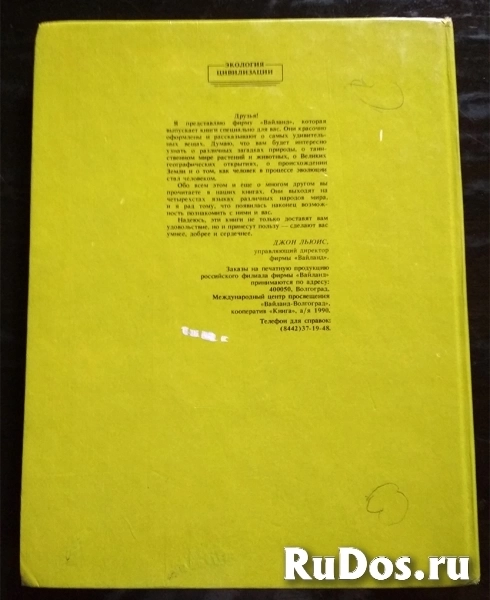 ЭКОЛОГИЯ
ЦИВИЛИЗАЦИИ
Друзья!
Я представляю фирму «Вайланд», которая
выпускает книги специально для вас. Они красочно
оформлены и рассказывают о самых удивитель-
ных вещах. Думаю, что вам будет интересно
узнать о различных загадках природы, о таин-
ственном мире растений и животных, о Великих
географических открытиях, о происхождении
Земли и о том, как человек в процессе эволюции
стал человеком.
Обо всем этом и еще о многом другом вы
прочитаете в наших книгах. Они выходят на
четырехстах языках различных народов мира,
и я рад тому, что появилась наконец возмож-
ность познакомить с ними и вас.
Надеюсь, эти книги не только доставят вам
удовольствие, но и принесут пользу — сделают вас
умнее, добрее и сердечнее.
ДЖОН ЛЬЮИС,
управляющий директор
фирмы «Вайланд».
Заказы на печатную продукцию
российского филиала фирмы «Вайланд»
принимаются по адресу:
400050, Волгоград,
Международный центр просвещения
«Вайланд-Волгоград»,
кооператив «Книга», а/я 1990.
Телефон для справок:
(8442)37-19-48.
RuDos.ru